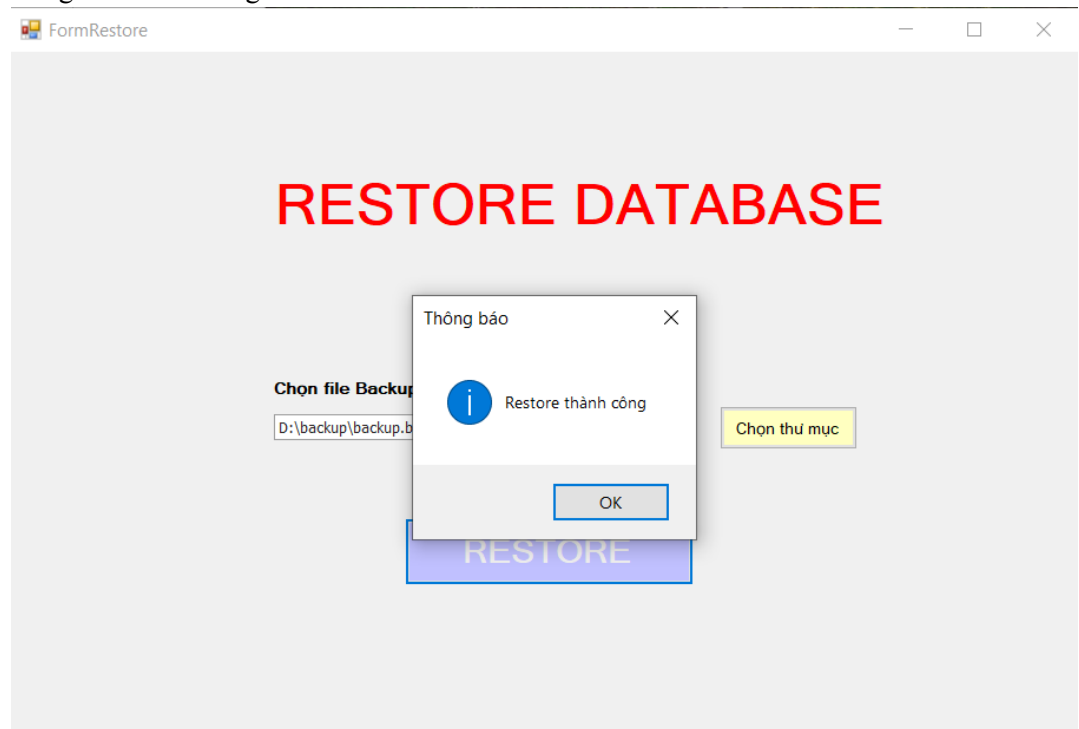 FormRestore
RESTORE DATABASE
Thông báo
Chọn file Backup
Restore thành công
D:\backup\backup.b
Chọn thư mục
OK
RESTORE